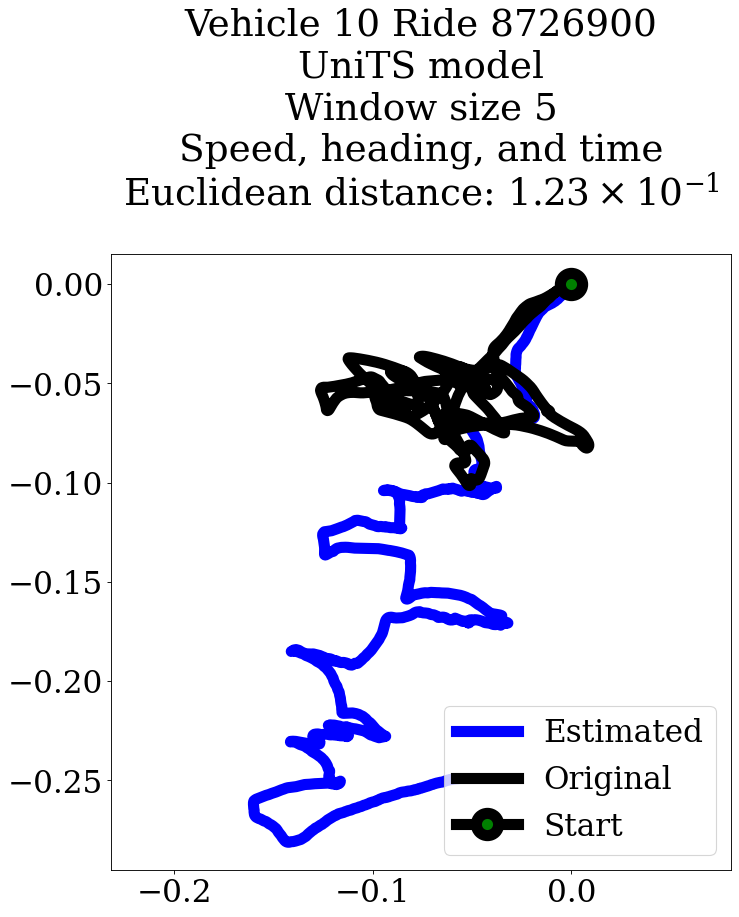 Vehicle 10 Ride 8726900
UniTS model
Window size 5
Speed, heading, and time
Euclidean distance: 1.23 × 10⁻¹
0.00
−0.05
−0.10
−0.15
−0.20
−0.25
Estimated
Original
Start
−0.2
−0.1
0.0